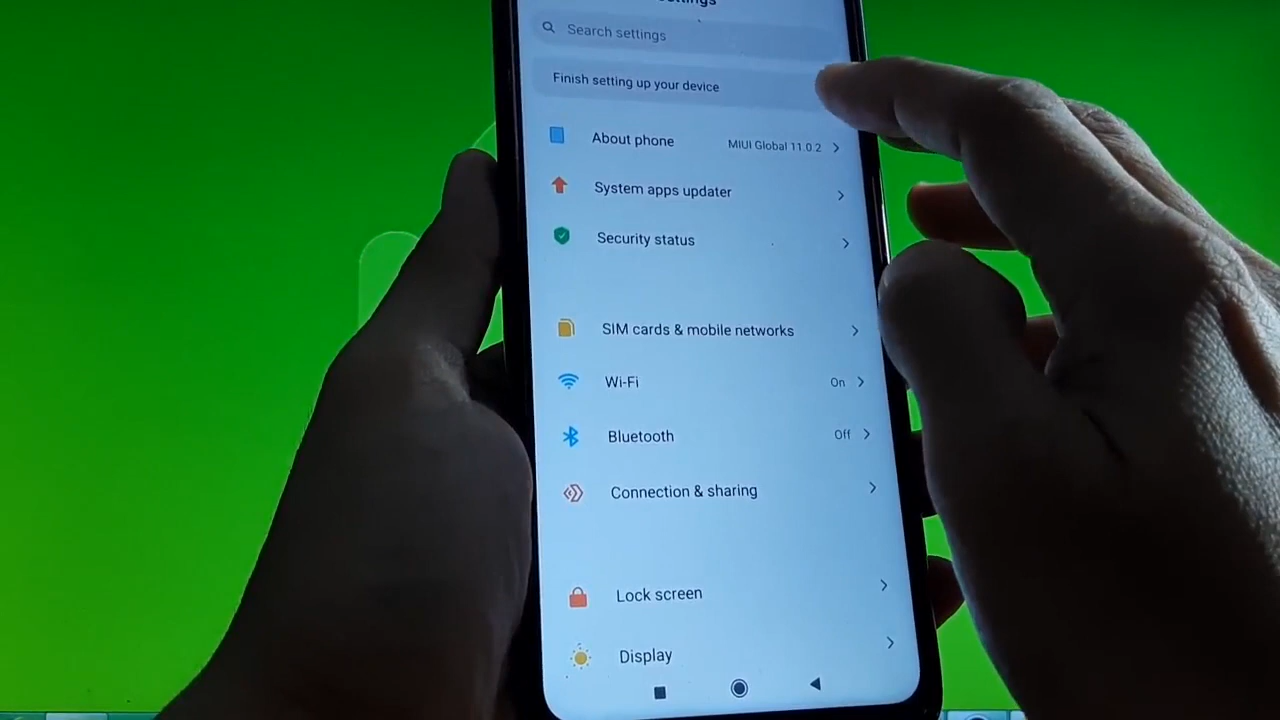 Search settings
Finish setting up your device
About phone MIUI Global 11.0.2
System apps updater
Security status
SIM cards & mobile networks
Wi-Fi On
Bluetooth Off
Connection & sharing
Lock screen
Display